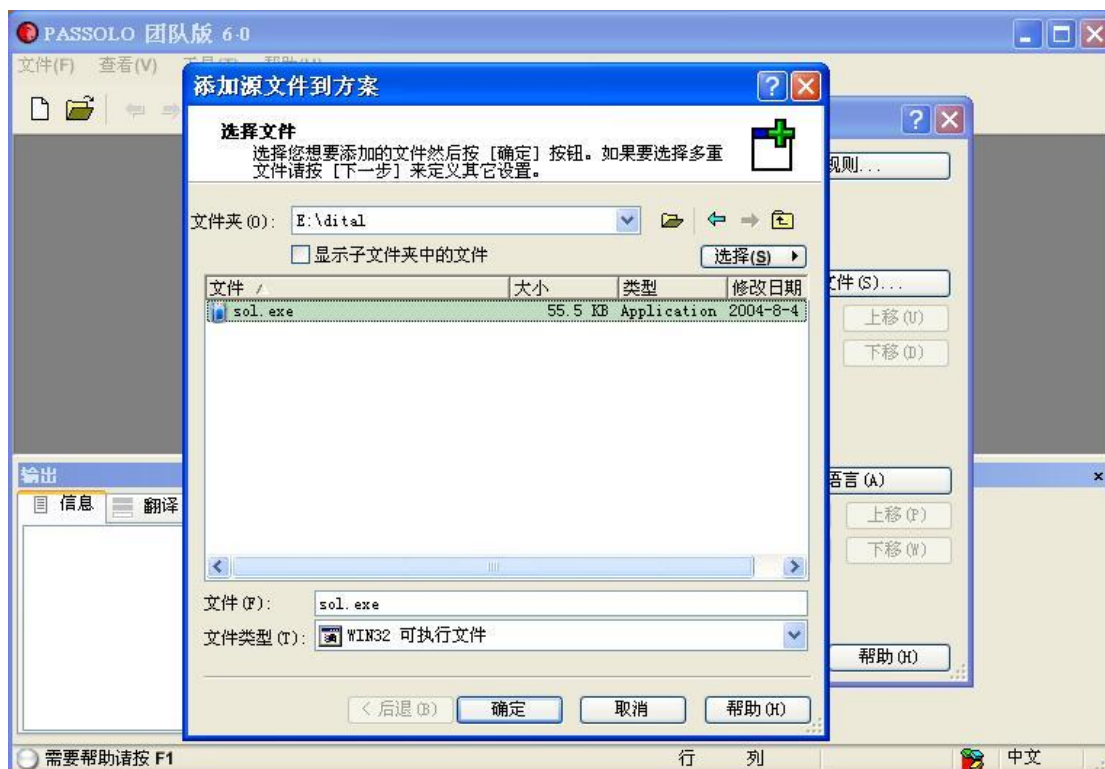 PASSOLO 团队版 6.0
文件(F) 查看(V)
添加源文件到方案
选择文件
选择您想要添加的文件然后按 [确定] 按钮。如果要选择多重
文件请按 [下一步] 来定义其它设置。
规则...
文件夹(O): E:\dital
显示子文件夹中的文件
选择(S)
文件 大小 类型 修改日期
sol.exe 55.5 KB Application 2004-8-4
件(S)...
上移(U)
下移(D)
输出
信息 翻译
语言(A)
上移(P)
下移(W)
文件(F): sol.exe
文件类型(T): WIN32 可执行文件
帮助(H)
< 后退(B) 确定 取消 帮助(H)
需要帮助请按 F1 行 列 中文